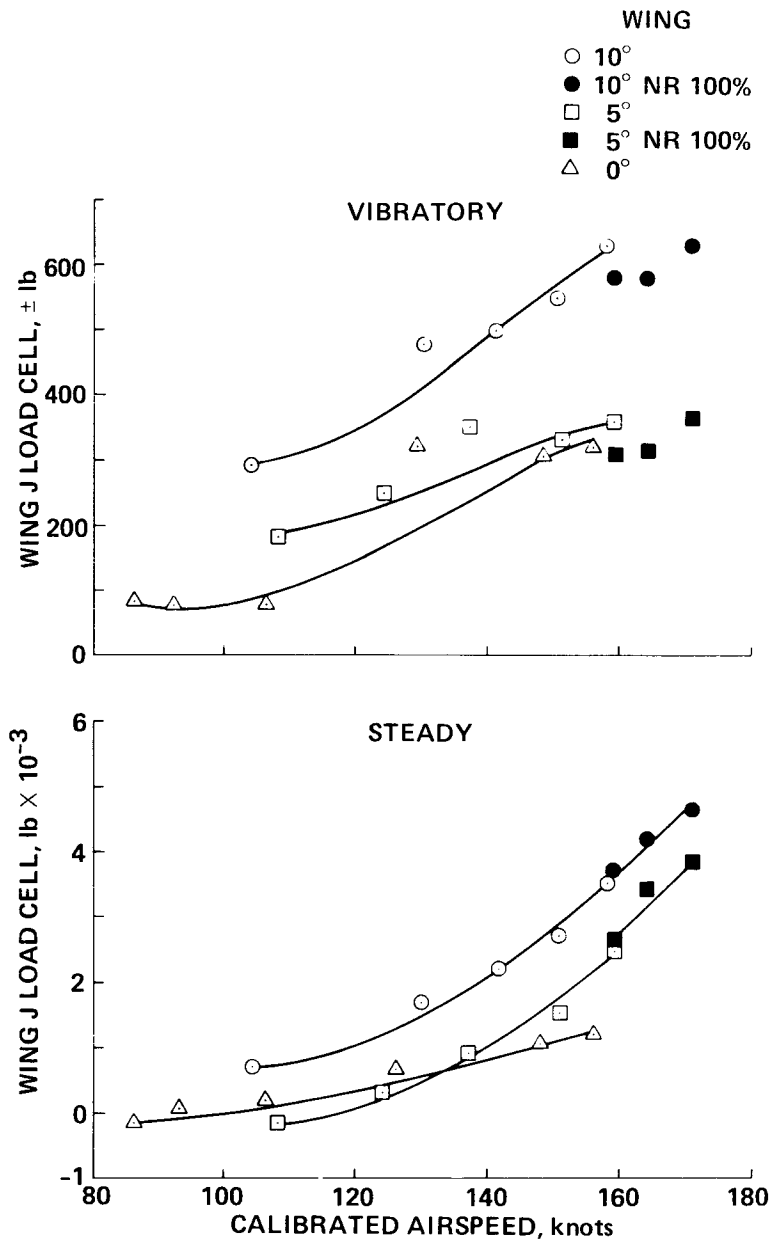 WING
10°
10° NR 100%
5°
5° NR 100%
0°
VIBRATORY
WING J LOAD CELL, ± lb
600
400
200
0
STEADY
WING J LOAD CELL, lb × 10⁻³
6
4
2
0
-1
80 100 120 140 160 180
CALIBRATED AIRSPEED, knots